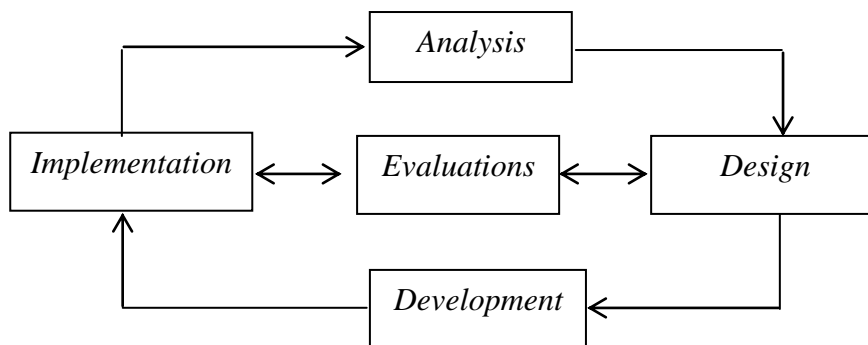 Analysis
Implementation
Evaluations
Design
Development